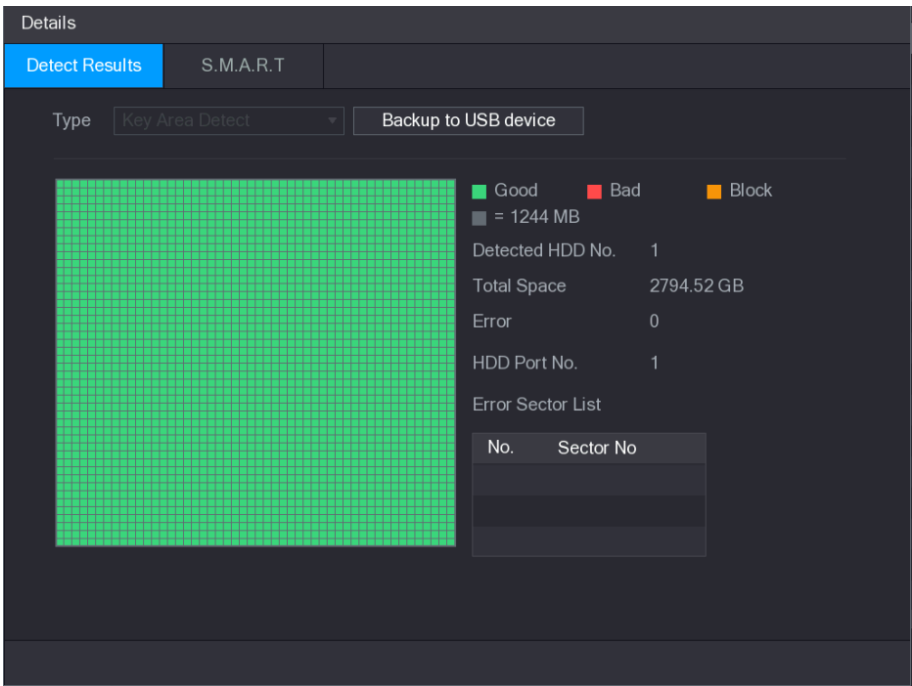 Details
Detect Results S.M.A.R.T
Type Key Area Detect Backup to USB device
Good Bad Block
= 1244 MB
Detected HDD No. 1
Total Space 2794.52 GB
Error 0
HDD Port No. 1
Error Sector List
No. Sector No